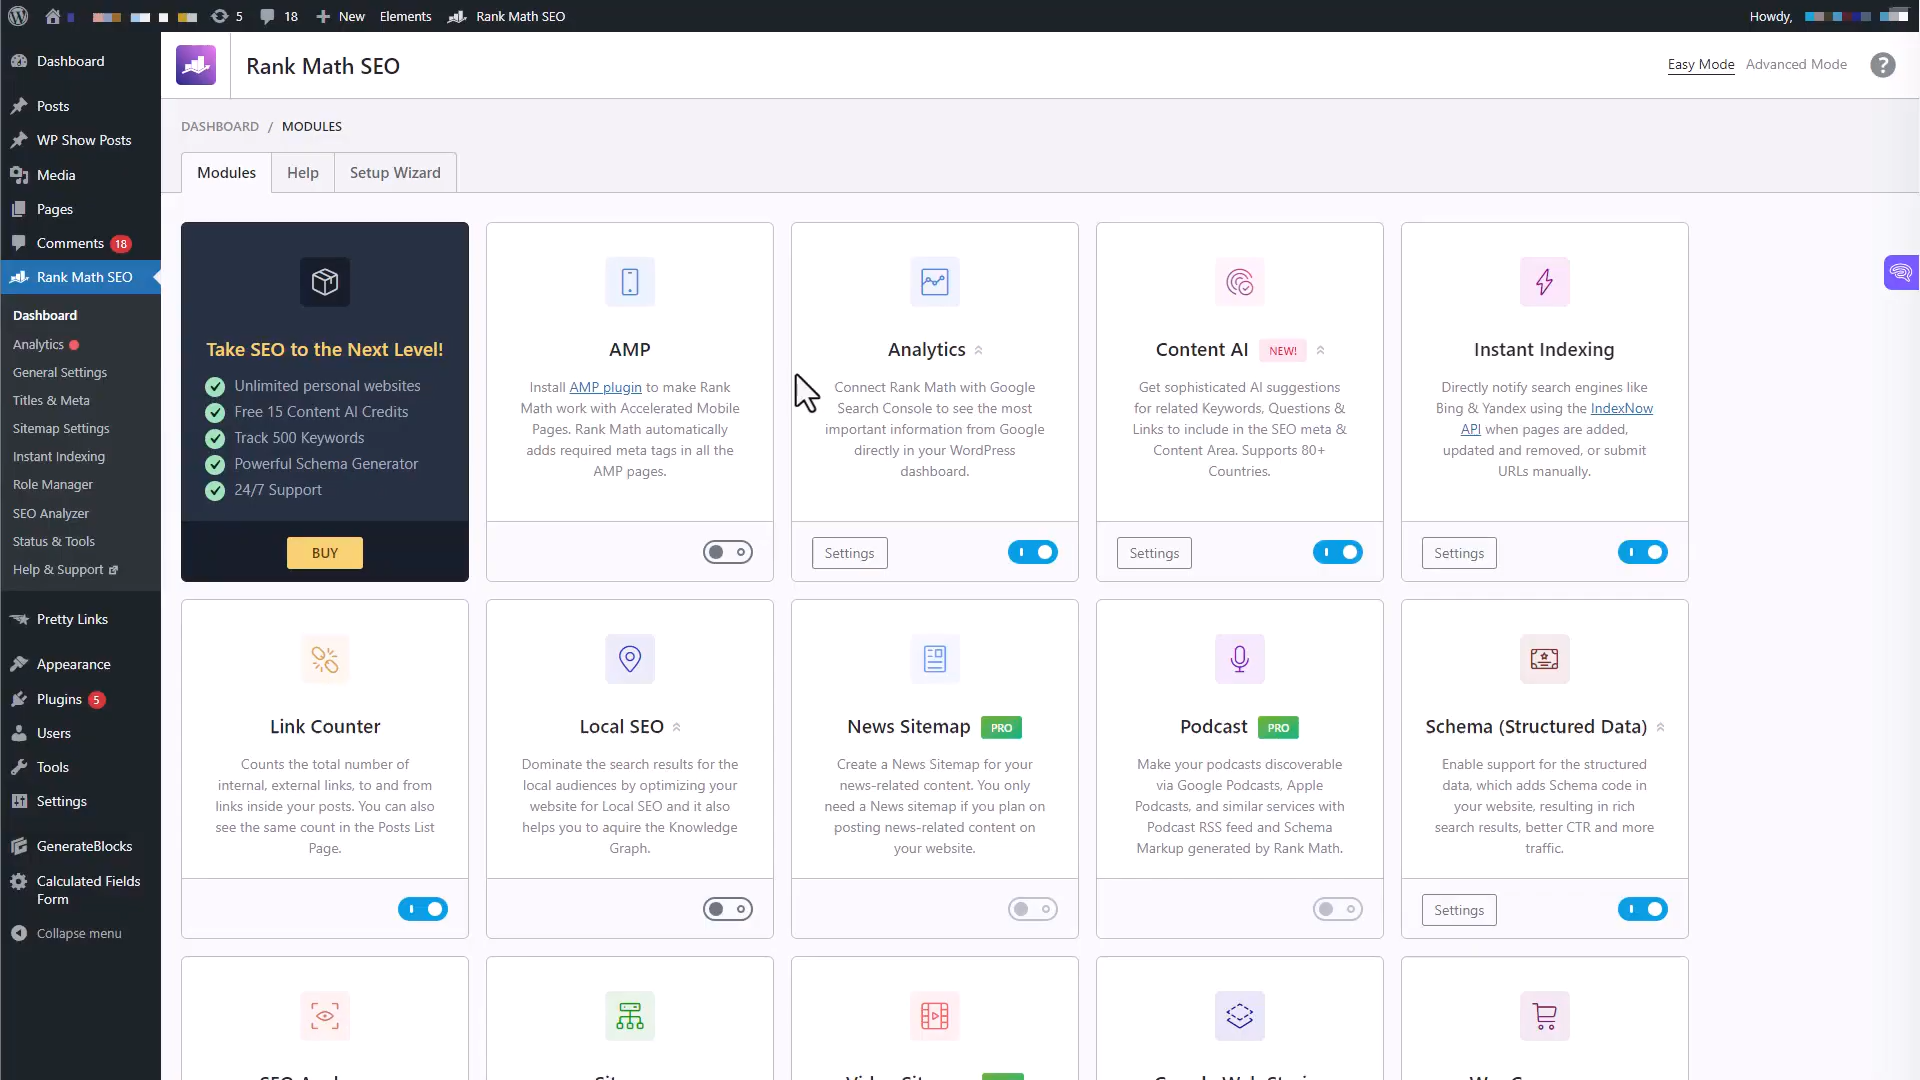 5
18
New
Elements
Rank Math SEO
Howdy,
Dashboard
Posts
WP Show Posts
Media
Pages
Comments 18
Rank Math SEO
Dashboard
Analytics
General Settings
Titles & Meta
Sitemap Settings
Instant Indexing
Role Manager
SEO Analyzer
Status & Tools
Help & Support
Pretty Links
Appearance
Plugins 5
Users
Tools
Settings
GenerateBlocks
Calculated Fields
Form
Collapse menu
Rank Math SEO
Easy Mode
Advanced Mode
?
DASHBOARD / MODULES
Modules
Help
Setup Wizard
Take SEO to the Next Level!
Unlimited personal websites
Free 15 Content AI Credits
Track 500 Keywords
Powerful Schema Generator
24/7 Support
BUY
AMP
Install AMP plugin to make Rank
Math work with Accelerated Mobile
Pages. Rank Math automatically
adds required meta tags in all the
AMP pages.
Analytics
Connect Rank Math with Google
Search Console to see the most
important information from Google
directly in your WordPress
dashboard.
Settings
Content AI NEW!
Get sophisticated AI suggestions
for related Keywords, Questions &
Links to include in the SEO meta &
Content Area. Supports 80+
Countries.
Settings
Instant Indexing
Directly notify search engines like
Bing & Yandex using the IndexNow
API when pages are added,
updated and removed, or submit
URLs manually.
Settings
Link Counter
Counts the total number of
internal, external links, to and from
links inside your posts. You can also
see the same count in the Posts List
Page.
Local SEO
Dominate the search results for the
local audiences by optimizing your
website for Local SEO and it also
helps you to aquire the Knowledge
Graph.
News Sitemap PRO
Create a News Sitemap for your
news-related content. You only
need a News sitemap if you plan on
posting news-related content on
your website.
Podcast PRO
Make your podcasts discoverable
via Google Podcasts, Apple
Podcasts, and similar services with
Podcast RSS feed and Schema
Markup generated by Rank Math.
Schema (Structured Data)
Enable support for the structured
data, which adds Schema code in
your website, resulting in rich
search results, better CTR and more
traffic.
Settings